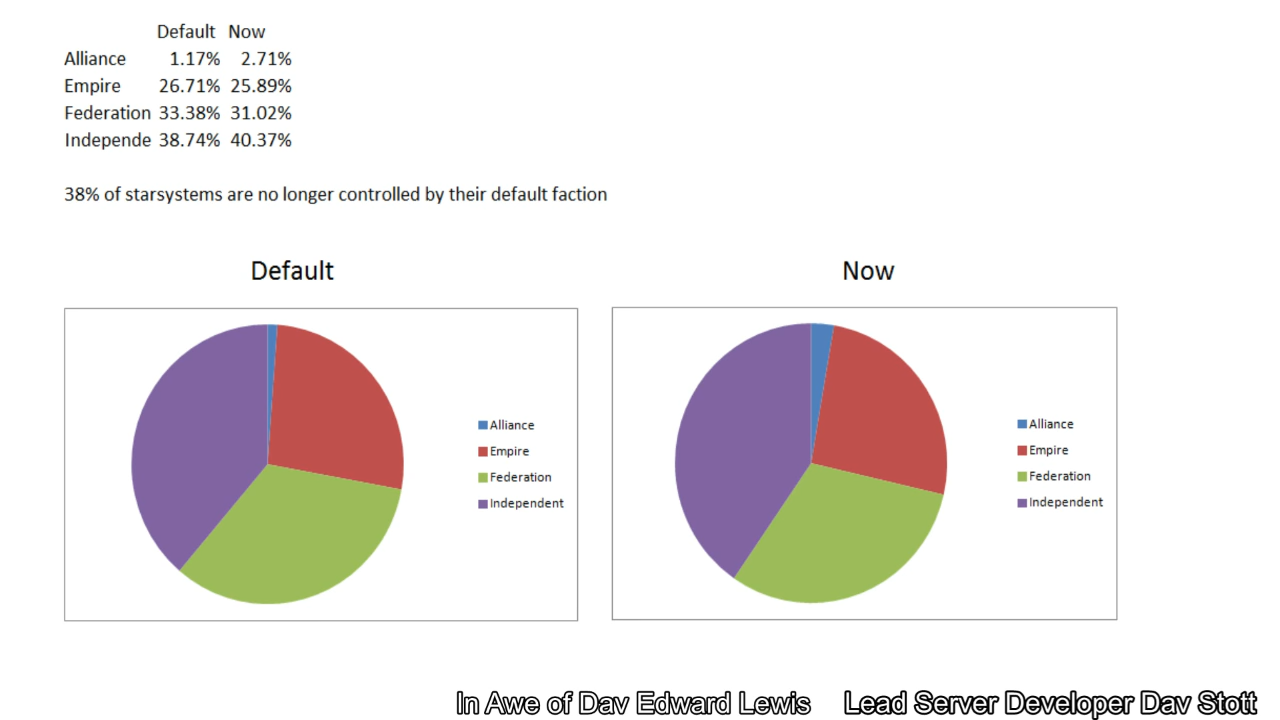 Default Now
Alliance 1.17% 2.71%
Empire 26.71% 25.89%
Federation 33.38% 31.02%
Independe 38.74% 40.37%
38% of starsystems are no longer controlled by their default faction
Default
Alliance
Empire
Federation
Independent
Now
Alliance
Empire
Federation
Independent
In Awe of Dav Edward Lewis Lead Server Developer Dav Stott